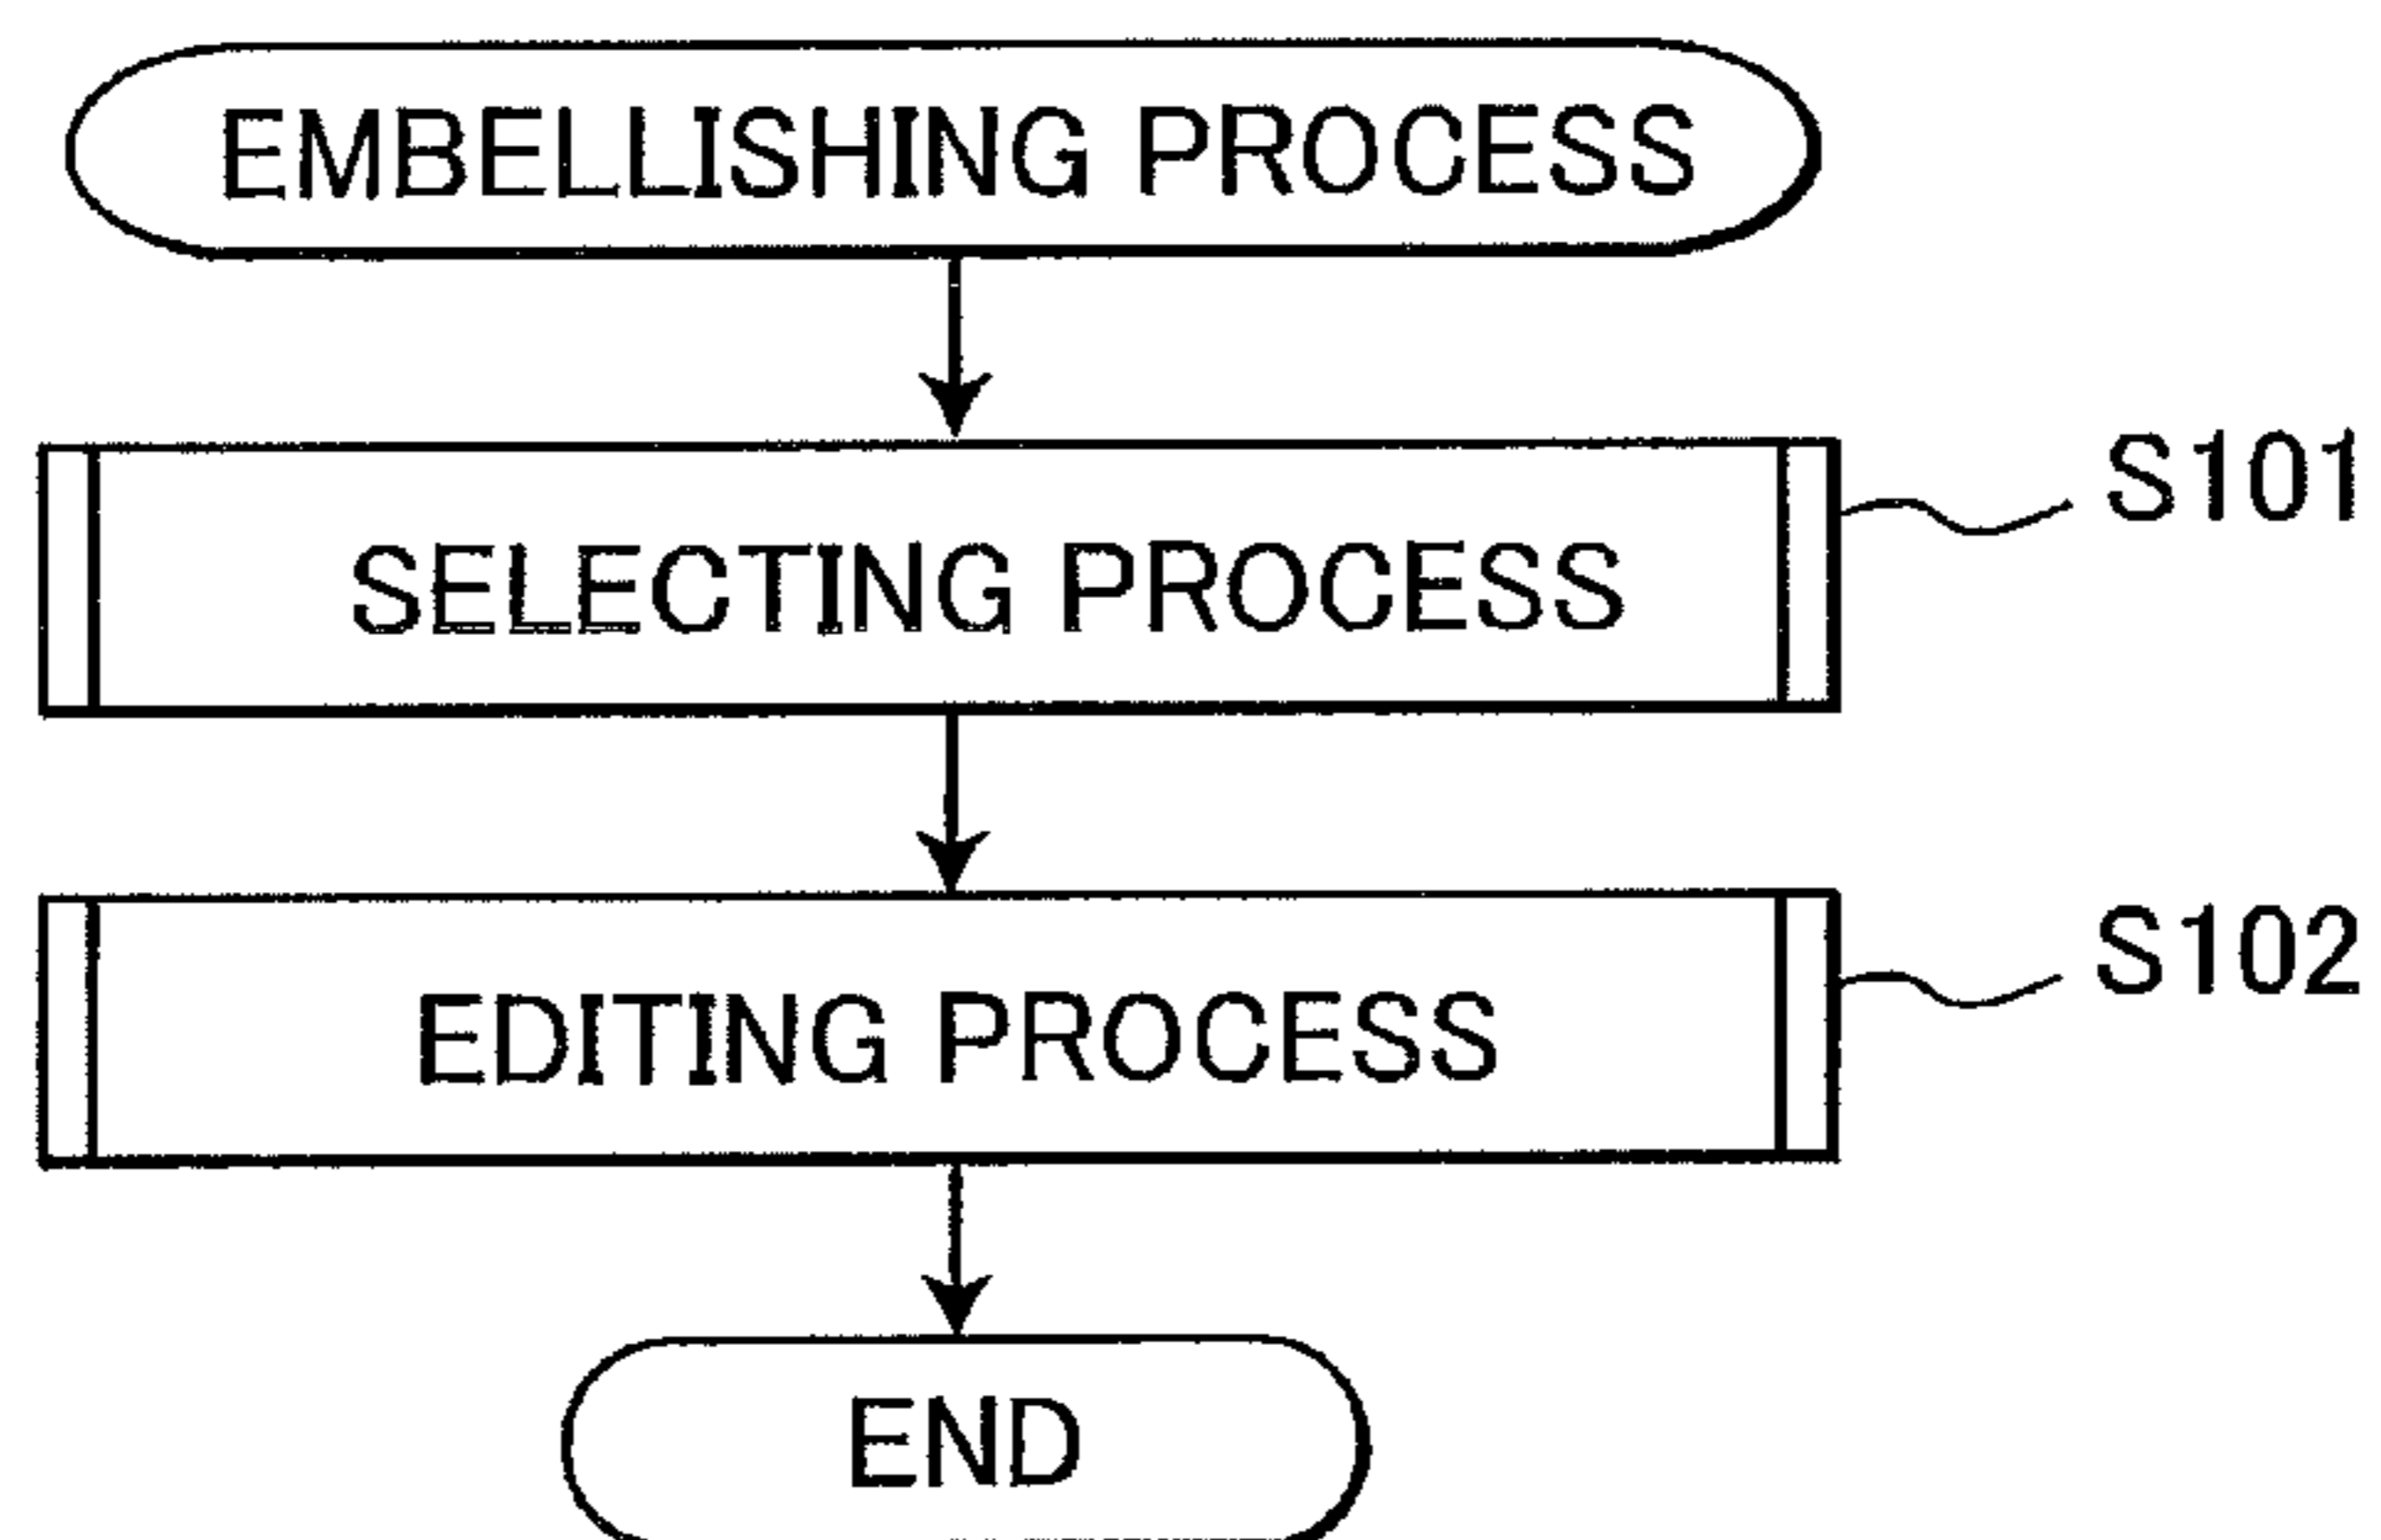 EMBELLISHING PROCESS
SELECTING PROCESS
S101
EDITING PROCESS
S102
END